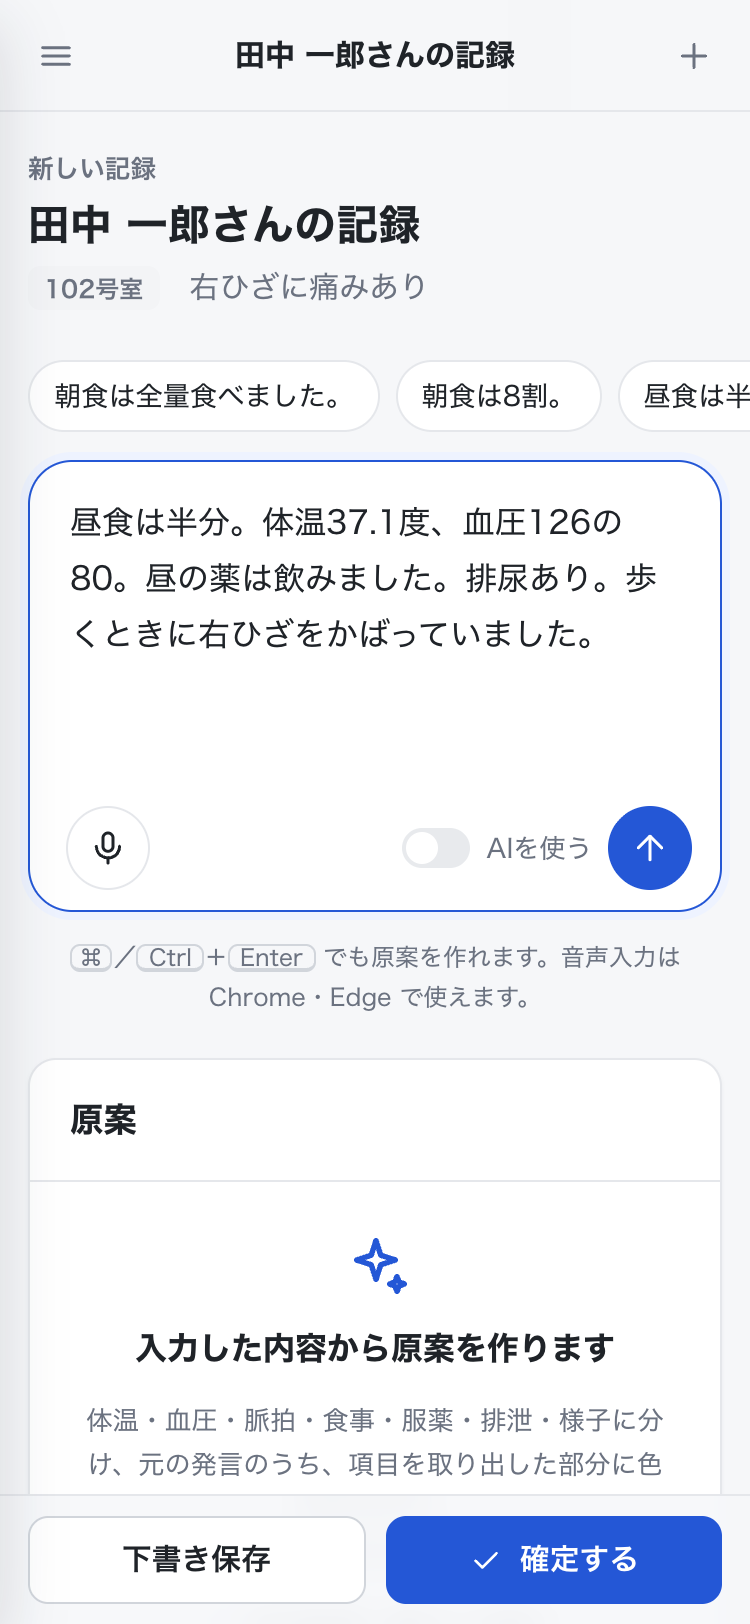 田中 一郎さんの記録
新しい記録
田中 一郎さんの記録
102号室 右ひざに痛みあり
朝食は全量食べました。 朝食は8割。 昼食は半
昼食は半分。体温37.1度、血圧126の
80。昼の薬は飲みました。排尿あり。歩
くときに右ひざをかばっていました。
AIを使う
⌘／Ctrl＋Enter でも原案を作れます。音声入力は
Chrome・Edge で使えます。
原案
入力した内容から原案を作ります
体温・血圧・脈拍・食事・服薬・排泄・様子に分
け、元の発言のうち、項目を取り出した部分に色
下書き保存 確定する